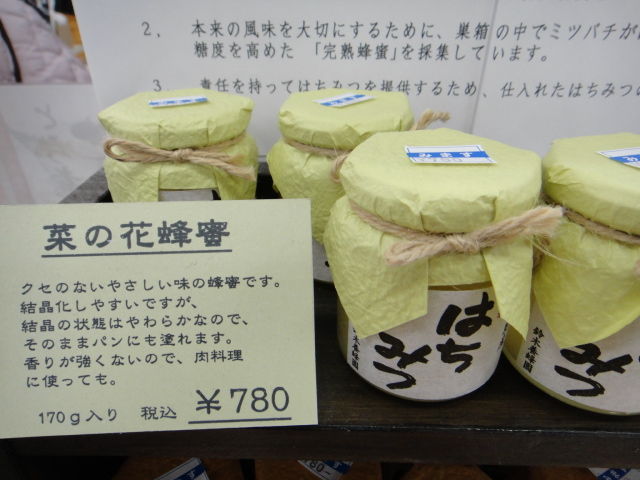 2. 本来の風味を大切にするために、巣箱の中でミツバチが
糖度を高めた 「完熟蜂蜜」を採集しています。
3. 責任を持ってはちみつを提供するため、仕入れたはちみつの
みます
菜の花蜂蜜
クセのないやさしい味の蜂蜜です。
結晶化しやすいですが、
結晶の状態はやわらかなので、
そのままパンにも塗れます。
香りが強くないので、肉料理
に使っても。
170g入り 税込 ¥780
はちみつ
鈴木養蜂園